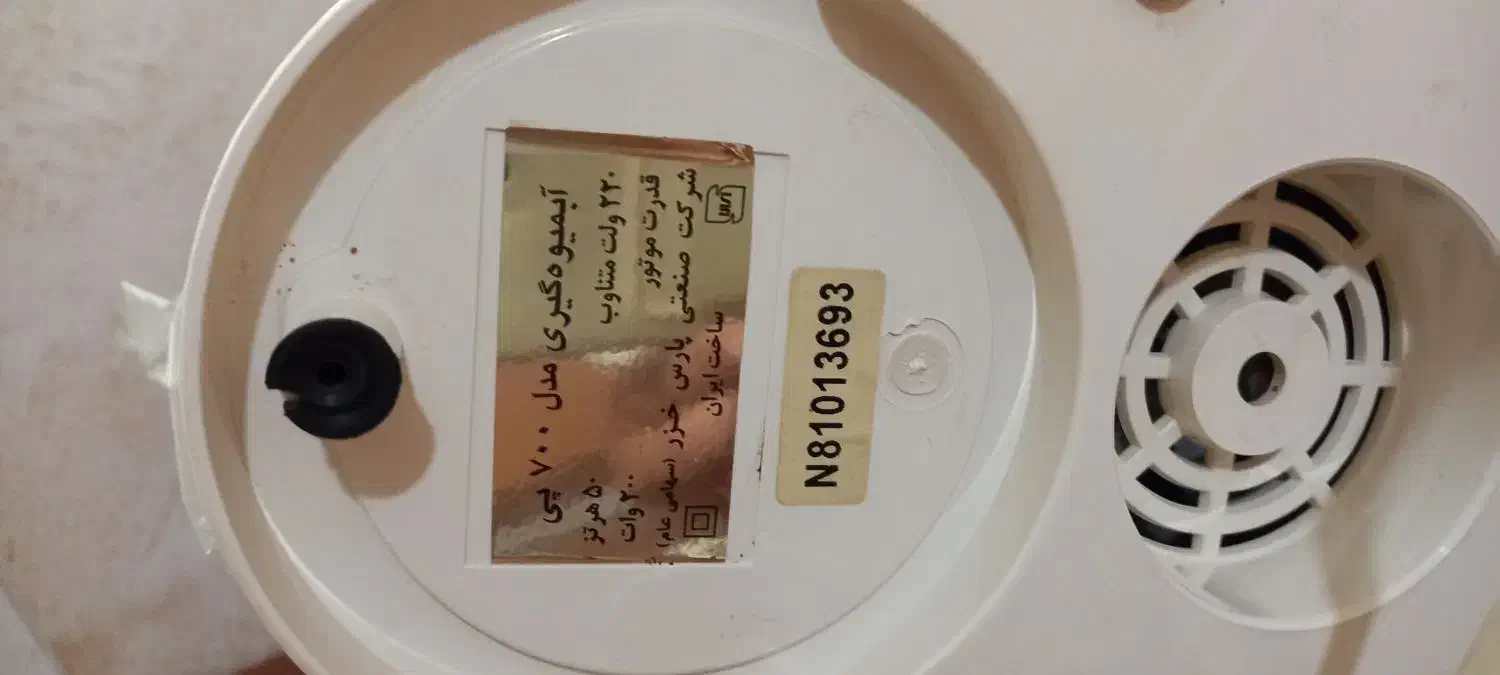 آبمیوه‌گیری مدل ۷۰۰ پی
۲۲۰ ولت متناوب ۵۰ هرتز
قدرت موتور ۲۰۰ وات
شرکت صنعتی پارس خزر (سهامی عام)
ساخت ایران
N81013693